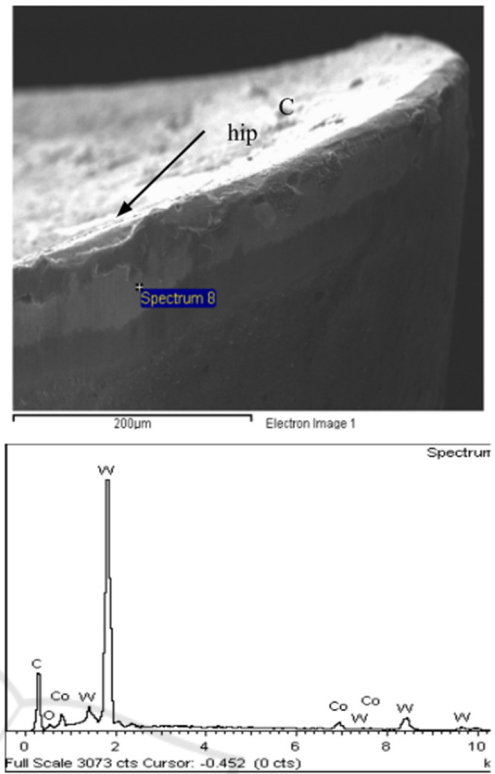 C
hip
Spectrum 8
200µm Electron Image 1
Spectrum
W
C
Co
W
O
Co
Co
W
W
W
0 2 4 6 8 10
Full Scale 3073 cts Cursor: -0.452 (0 cts) k